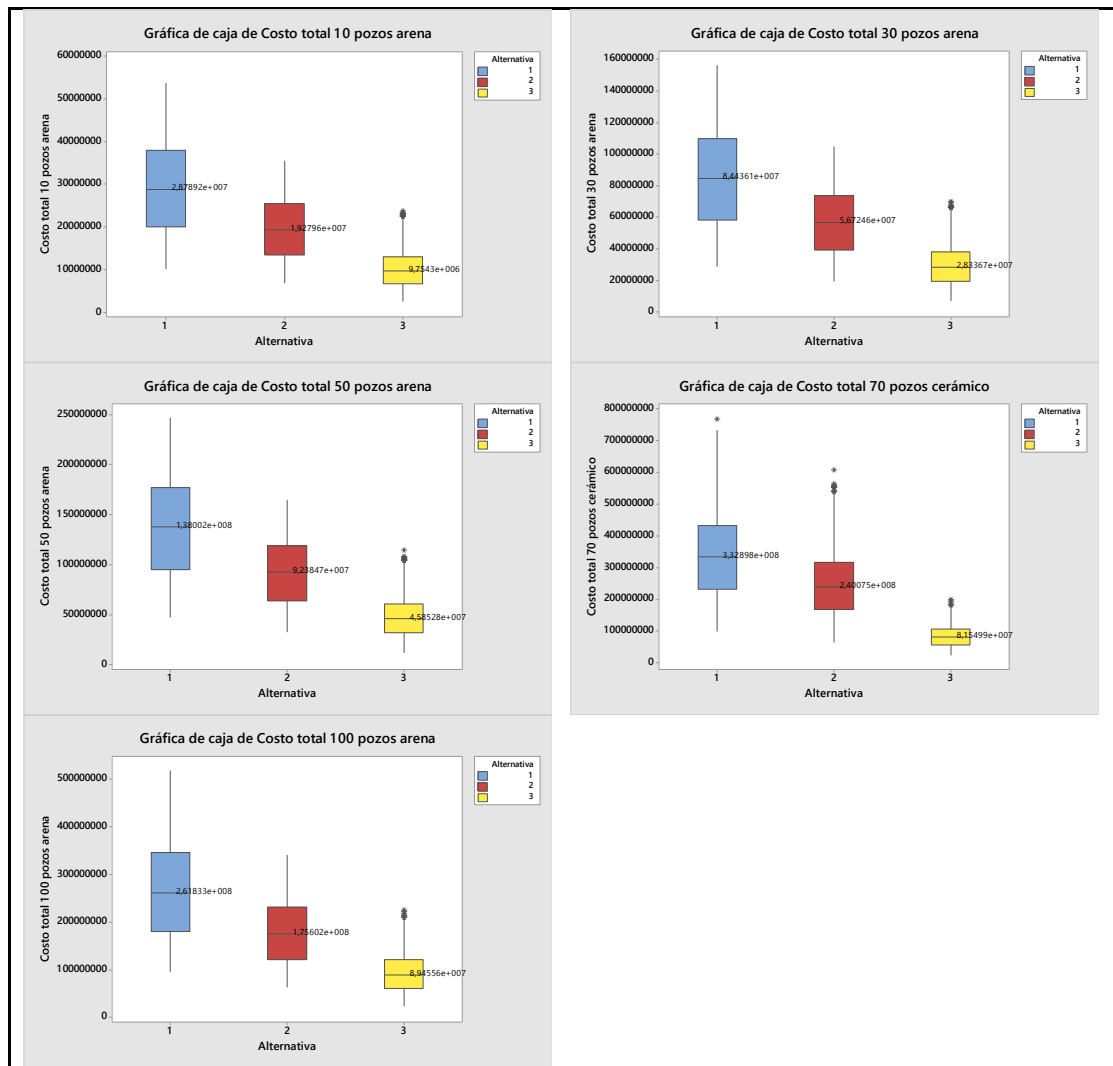 Gráfica de caja de Costo total 10 pozos arena
Costo total 10 pozos arena
60000000
50000000
40000000
30000000
20000000
10000000
0
2,87892e+007
1,92796e+007
9,7543e+006
1 2 3
Alternativa
Alternativa
1
2
3
Gráfica de caja de Costo total 30 pozos arena
Costo total 30 pozos arena
160000000
140000000
120000000
100000000
80000000
60000000
40000000
20000000
0
8,44361e+007
5,67246e+007
2,83367e+007
1 2 3
Alternativa
Alternativa
1
2
3
Gráfica de caja de Costo total 50 pozos arena
Costo total 50 pozos arena
250000000
200000000
150000000
100000000
50000000
0
1,38002e+008
9,23847e+007
4,58528e+007
1 2 3
Alternativa
Alternativa
1
2
3
Gráfica de caja de Costo total 70 pozos cerámico
Costo total 70 pozos cerámico
800000000
700000000
600000000
500000000
400000000
300000000
200000000
100000000
0
3,32898e+008
2,40075e+008
8,15499e+007
1 2 3
Alternativa
Alternativa
1
2
3
Gráfica de caja de Costo total 100 pozos arena
Costo total 100 pozos arena
500000000
400000000
300000000
200000000
100000000
0
2,61833e+008
1,75602e+008
8,94556e+007
1 2 3
Alternativa
Alternativa
1
2
3